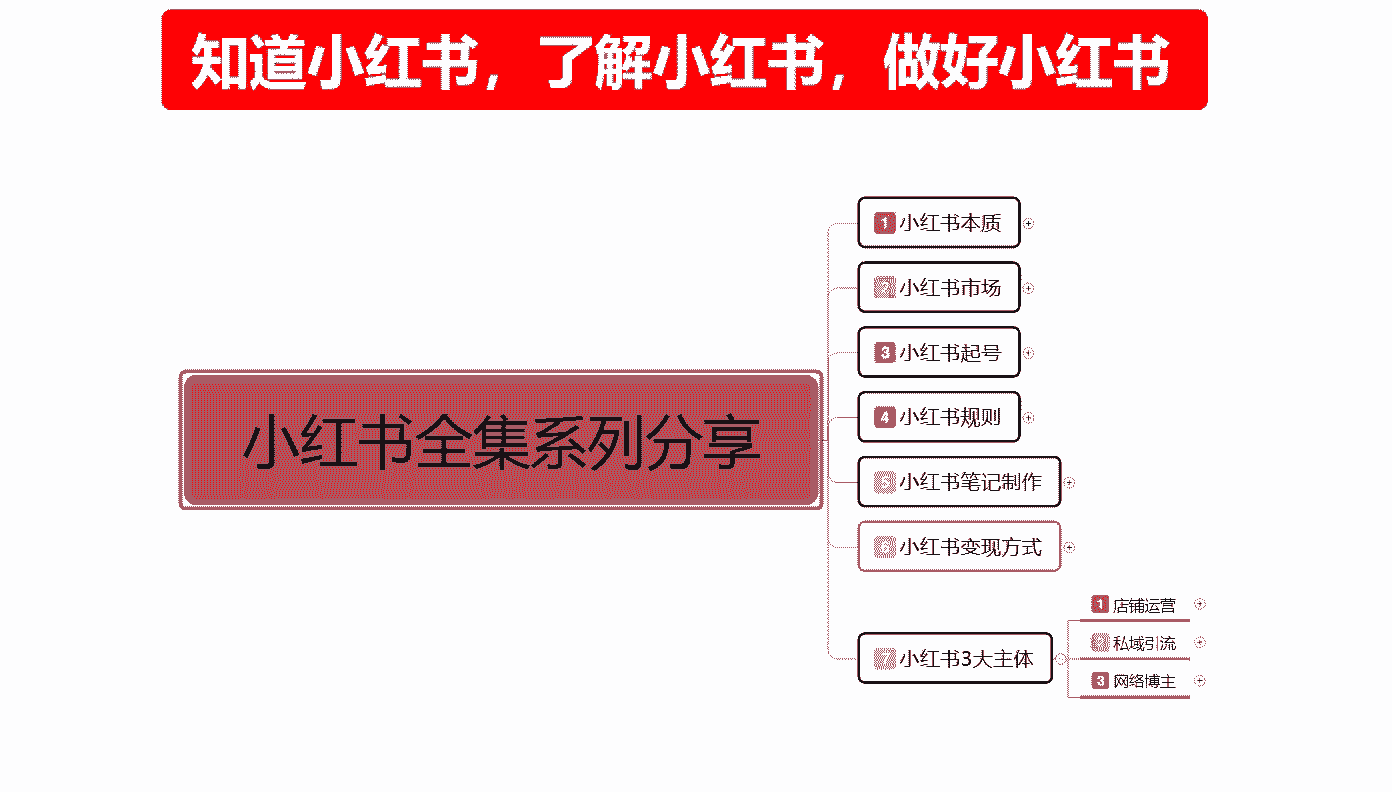 知道小红书，了解小红书，做好小红书
小红书全集系列分享
1 小红书本质
2 小红书市场
3 小红书起号
4 小红书规则
5 小红书笔记制作
6 小红书变现方式
7 小红书3大主体
1 店铺运营
2 私域引流
3 网络博主